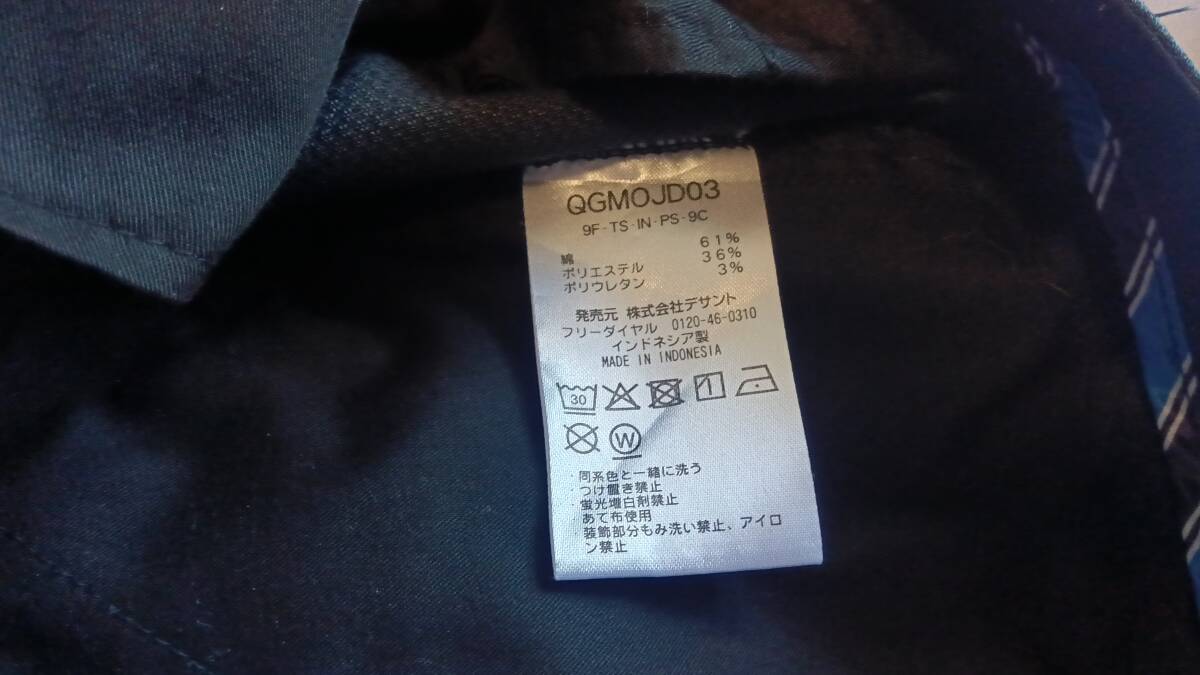 QGMOJD03
9F-TS-IN-PS-9C
綿 61%
ポリエステル 36%
ポリウレタン 3%
発売元 株式会社デサント
フリーダイヤル 0120-46-0310
インドネシア製
MADE IN INDONESIA
30
W
・同系色と一緒に洗う
・つけ置き禁止
・蛍光増白剤禁止
・あて布使用
・装飾部分もみ洗い禁止、アイロ
ン禁止